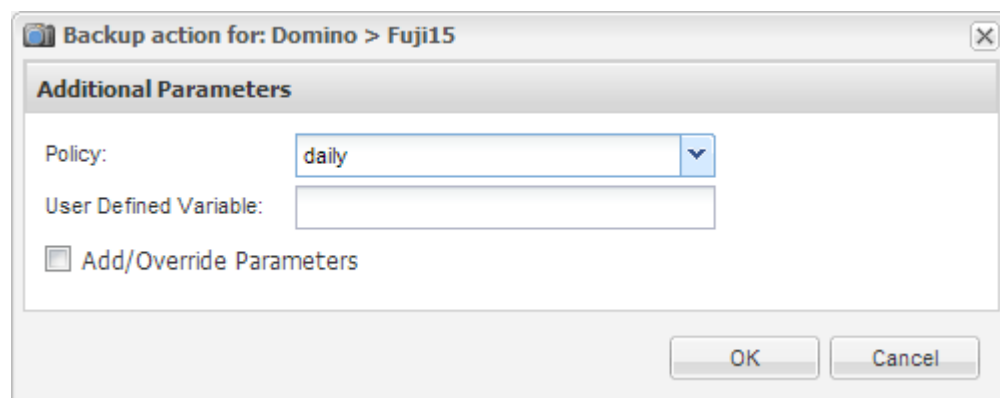 Backup action for: Domino > Fuji15
Additional Parameters
Policy: daily
User Defined Variable:
Add/Override Parameters
OK Cancel